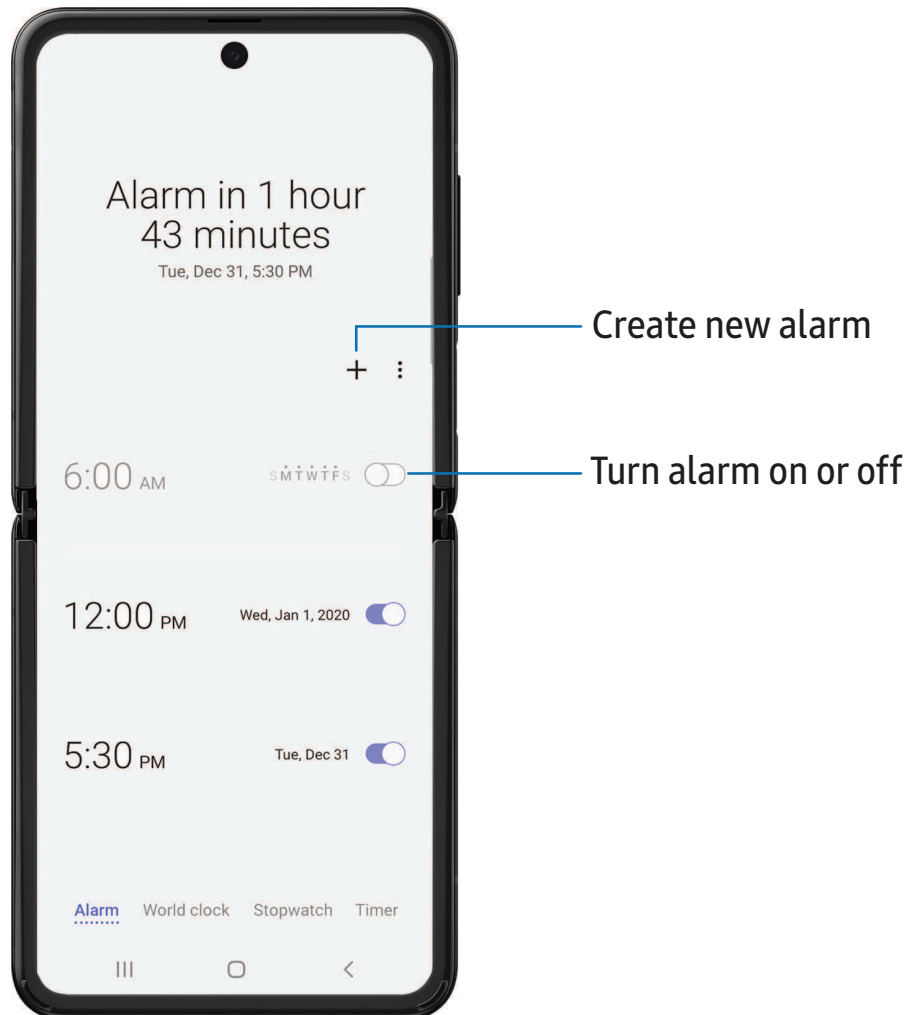 Alarm in 1 hour
43 minutes
Tue, Dec 31, 5:30 PM
Create new alarm
6:00 AM SMTWTFS
Turn alarm on or off
12:00 PM Wed, Jan 1, 2020
5:30 PM Tue, Dec 31
Alarm World clock Stopwatch Timer